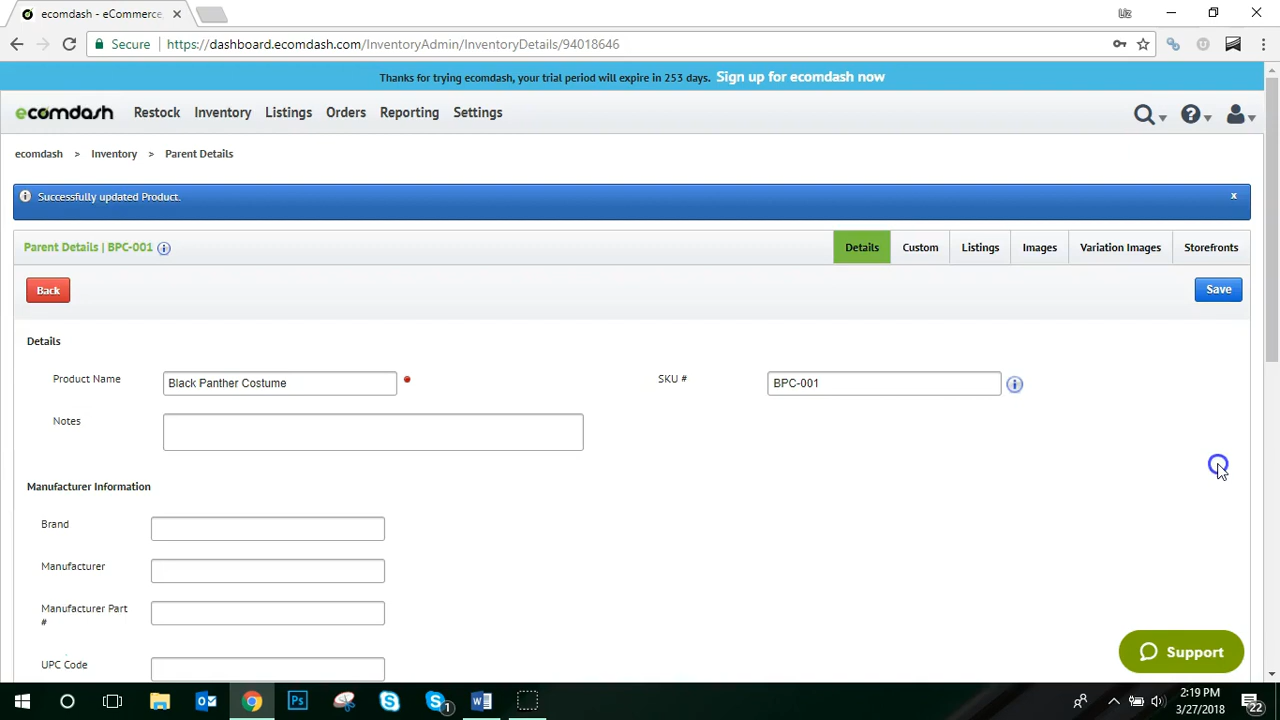 ecomdash - eCommerce
Liz
Secure https://dashboard.ecomdash.com/InventoryAdmin/InventoryDetails/94018646
Thanks for trying ecomdash, your trial period will expire in 253 days. Sign up for ecomdash now
ecomdash Restock Inventory Listings Orders Reporting Settings
ecomdash > Inventory > Parent Details
Successfully updated Product. x
Parent Details | BPC-001 Details Custom Listings Images Variation Images Storefronts
Back Save
Details
Product Name Black Panther Costume SKU # BPC-001
Notes
Manufacturer Information
Brand
Manufacturer
Manufacturer Part
#
UPC Code
Support
2:19 PM
3/27/2018
22
1